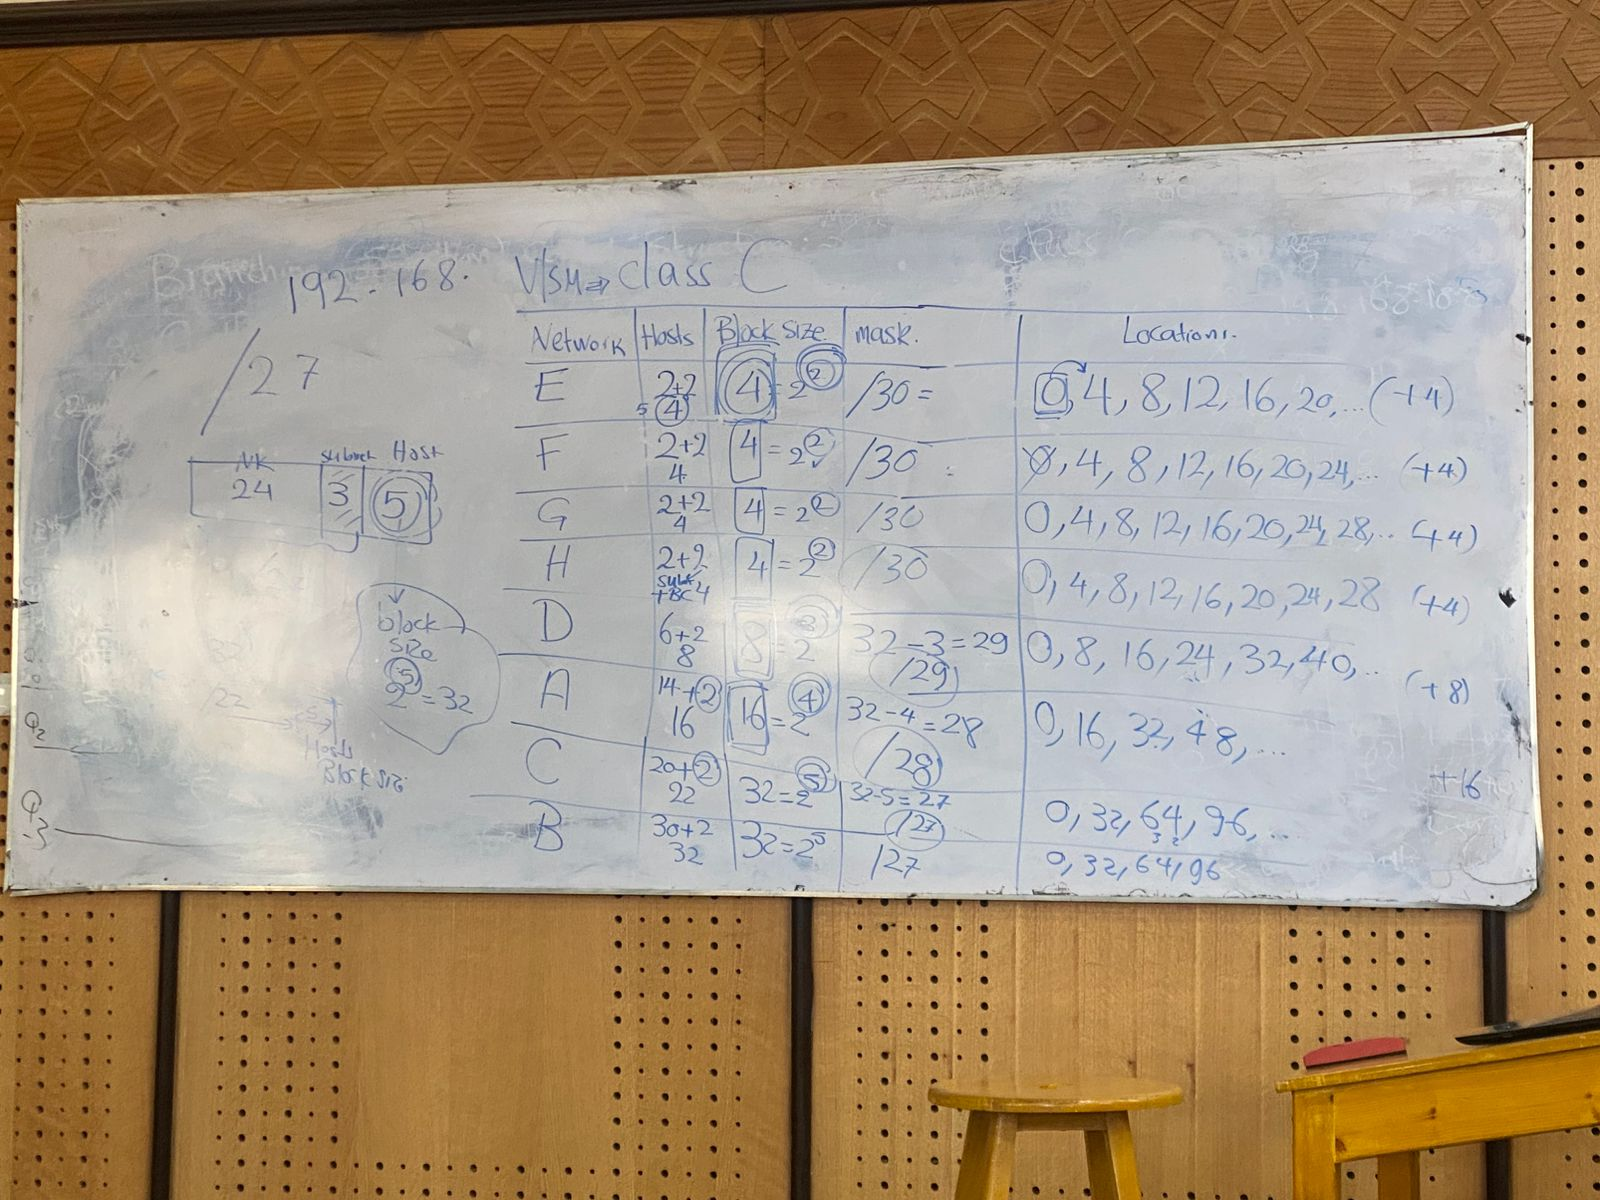 192.168.
Vlsm⇒ class C
/27
NK Subnet Host
24 3 5
block
size
2^5 = 32
Hosts
Block size
Q2
Q3
Network Hosts Block size. mask. Locations.
E 2+2 4 4 = 2^2 /30 = 0, 4, 8, 12, 16, 20, ... (+4)
F 2+2 4 4 = 2^2 /30 0, 4, 8, 12, 16, 20, 24, ... (+4)
G 2+2 4 4 = 2^2 /30 0, 4, 8, 12, 16, 20, 24, 28, .. (+4)
H 2+2 +BC 4 4 = 2^2 /30 0, 4, 8, 12, 16, 20, 24, 28 (+4)
D 6+2 8 8 = 2^3 32-3=29 /29 0, 8, 16, 24, 32, 40, .. (+8)
A 14+2 16 16 = 2^4 32-4=28 /28 0, 16, 32, 48, ... +16
C 20+2 22 32=2^5 32-5=27 /27 0, 32, 64, 96, ..
B 30+2 32 32=2^5 /27 0, 32, 64, 96